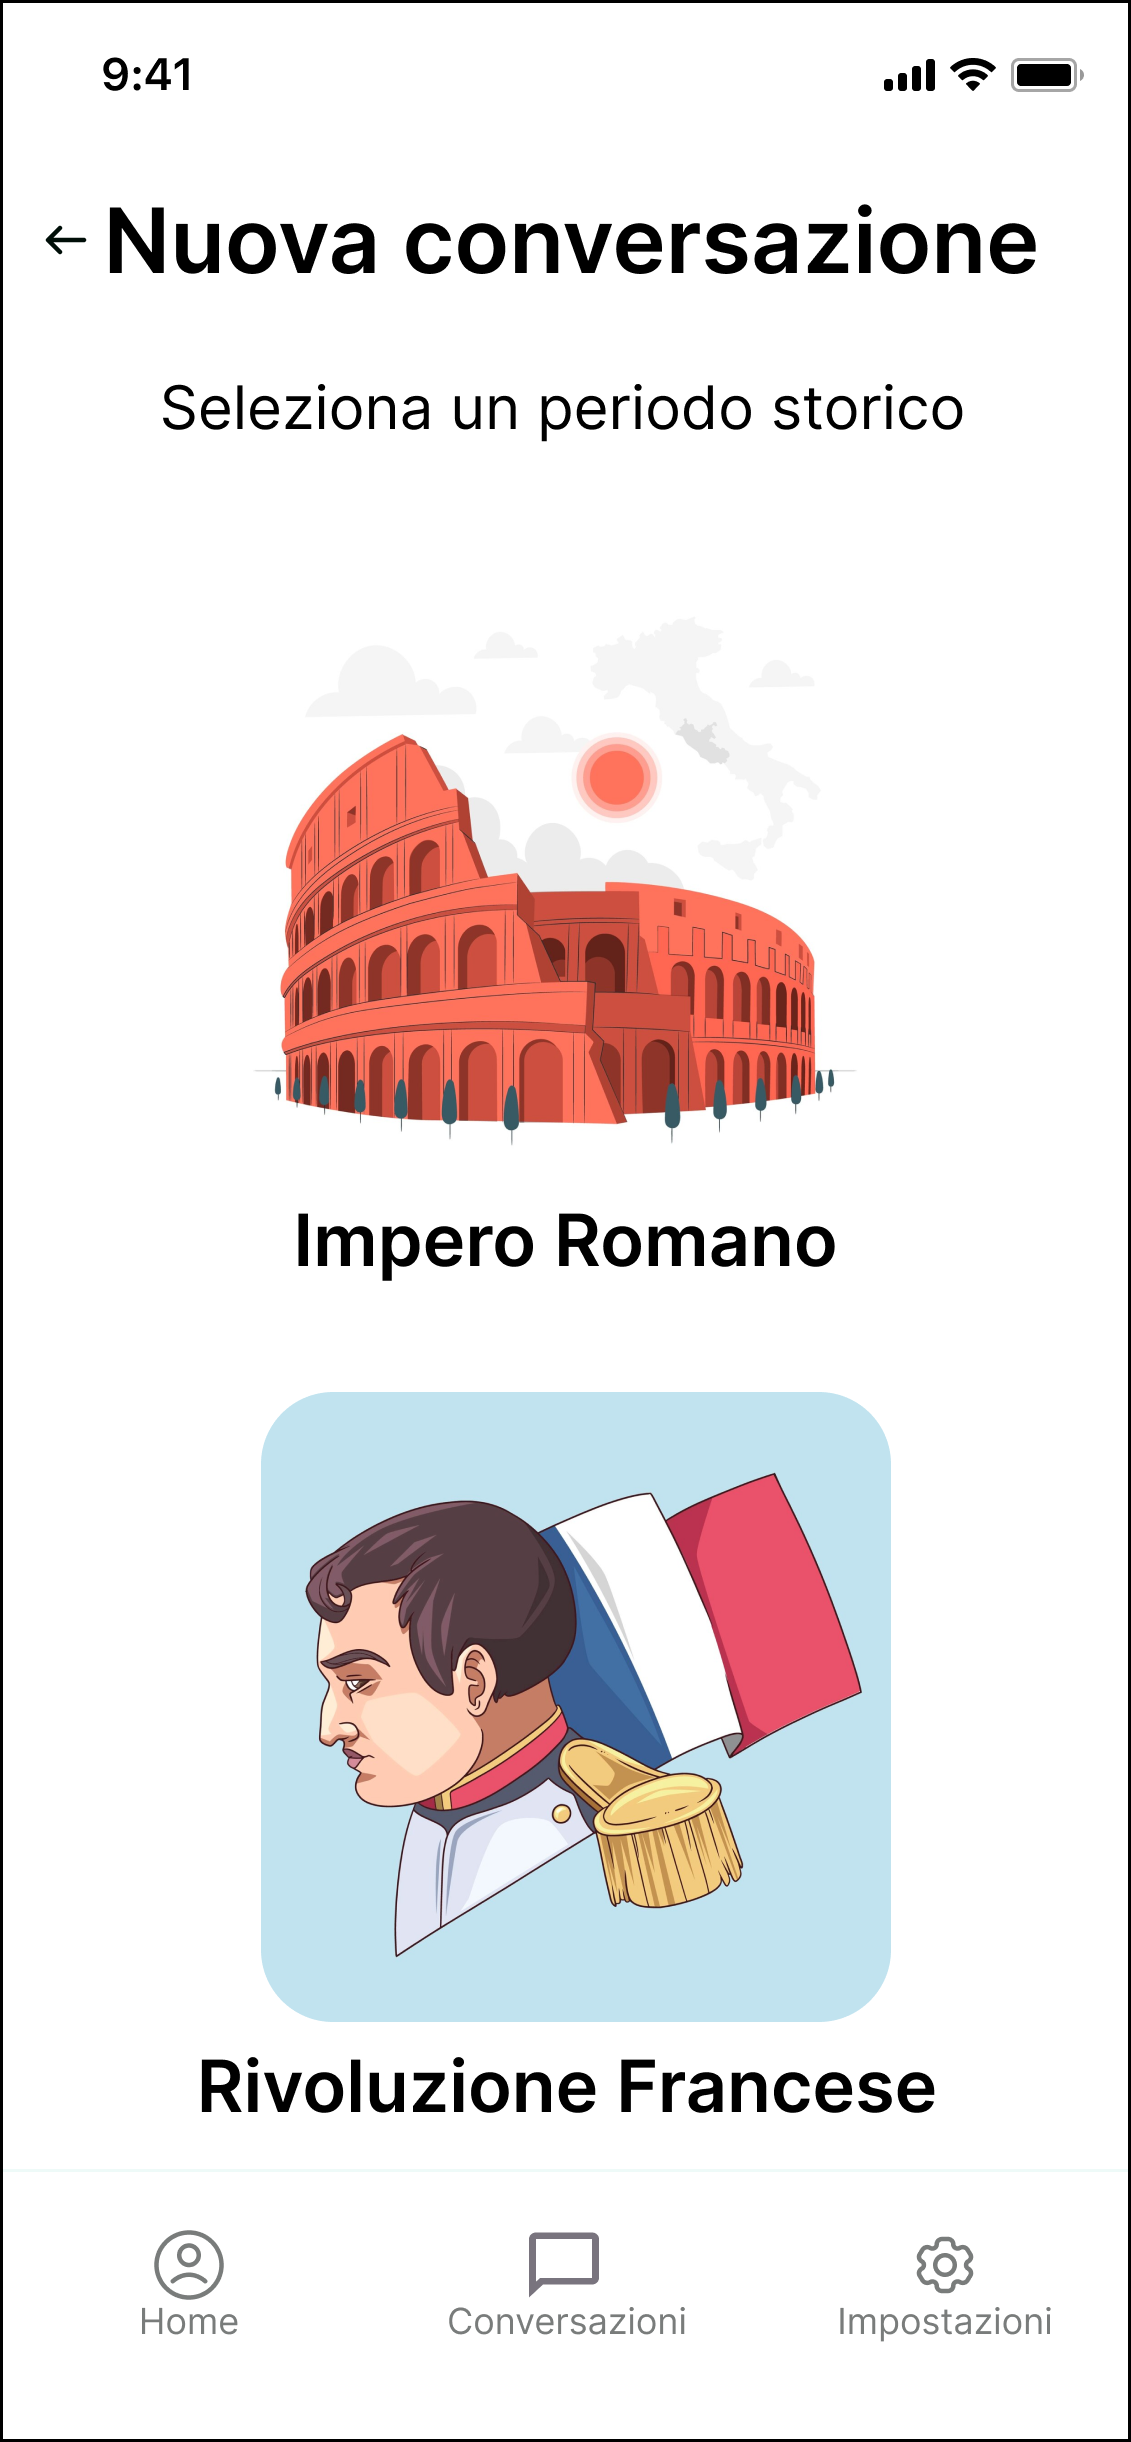 9:41
Nuova conversazione
Seleziona un periodo storico
Impero Romano
Rivoluzione Francese
Home
Conversazioni
Impostazioni